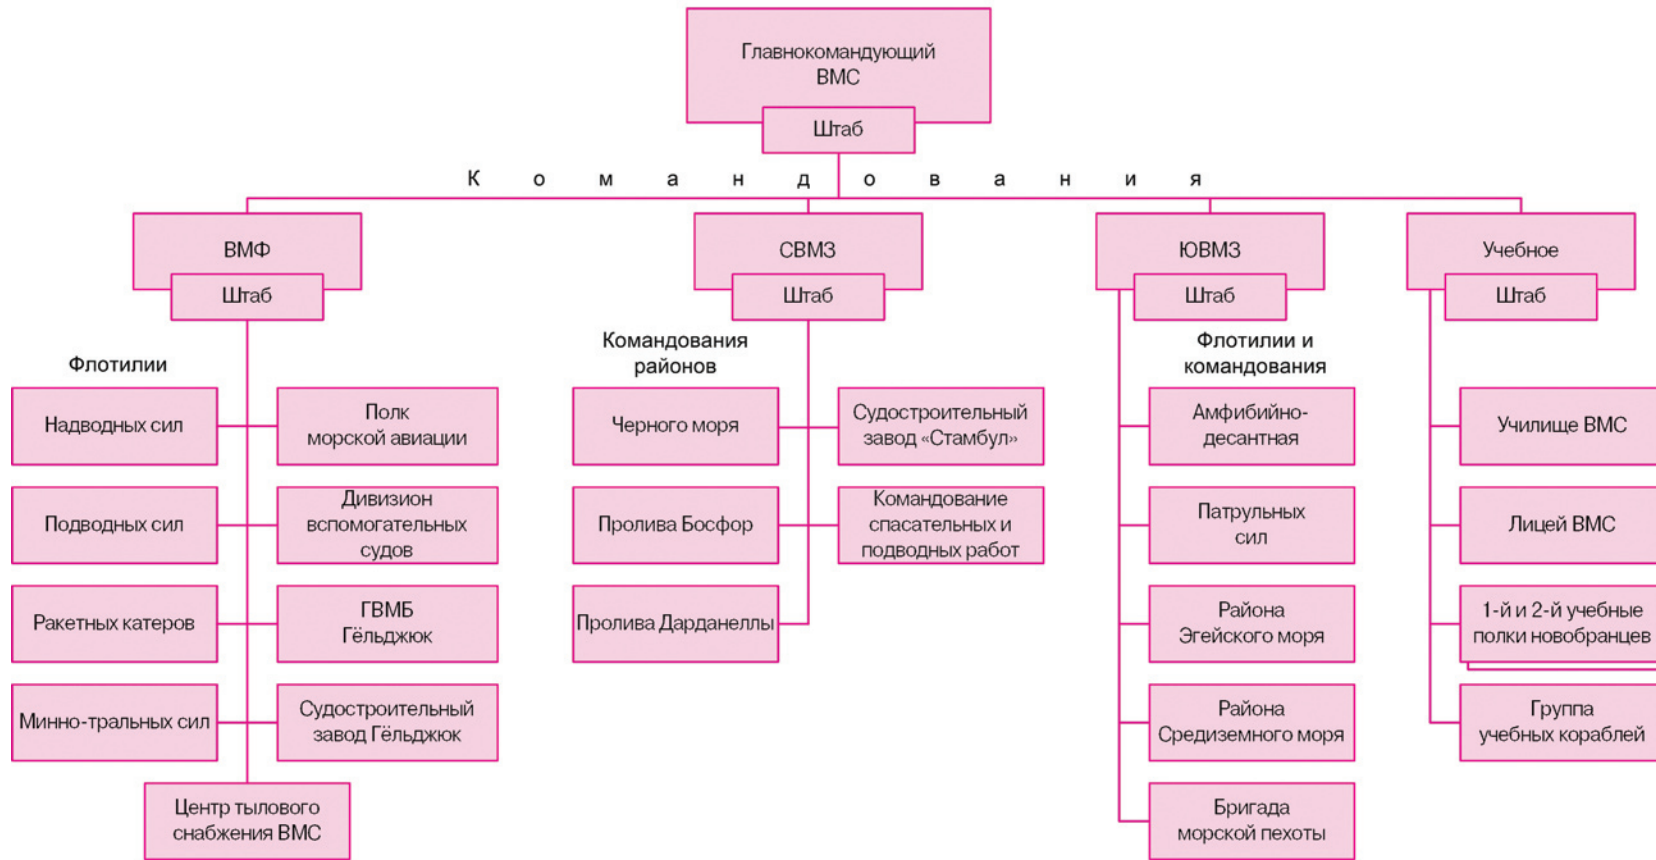 Главнокомандующий
ВМС
Штаб
Командования
ВМФ
Штаб
СВМЗ
Штаб
ЮВМЗ
Штаб
Учебное
Штаб
Флотилии
Надводных сил
Полк
морской авиации
Подводных сил
Дивизион
вспомогательных
судов
Ракетных катеров
ГВМБ
Гёльджюк
Минно-тральных сил
Судостроительный
завод Гёльджюк
Центр тылового
снабжения ВМС
Командования
районов
Черного моря
Судостроительный
завод «Стамбул»
Пролива Босфор
Командование
спасательных и
подводных работ
Пролива Дарданеллы
Флотилии и
командования
Амфибийно-
десантная
Патрульных
сил
Района
Эгейского моря
Района
Средиземного моря
Бригада
морской пехоты
Училище ВМС
Лицей ВМС
1-й и 2-й учебные
полки новобранцев
Группа
учебных кораблей